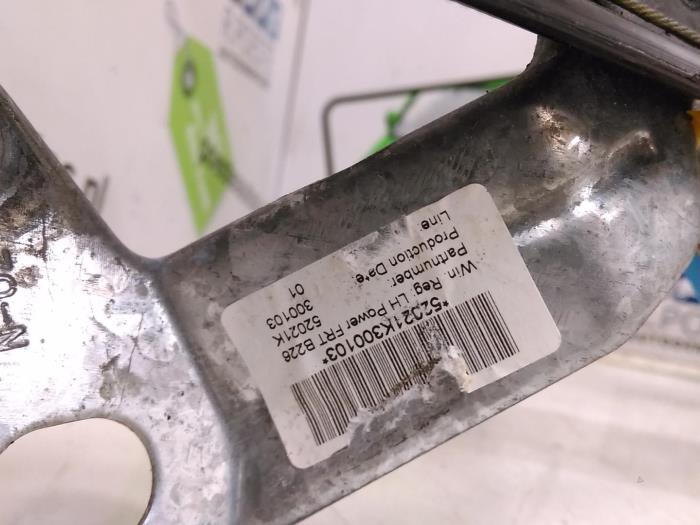 *52021K300103*
Win Reg. LH Power FRT B226
Partnumber: 52021K
Production Date: 300103
Line: 01